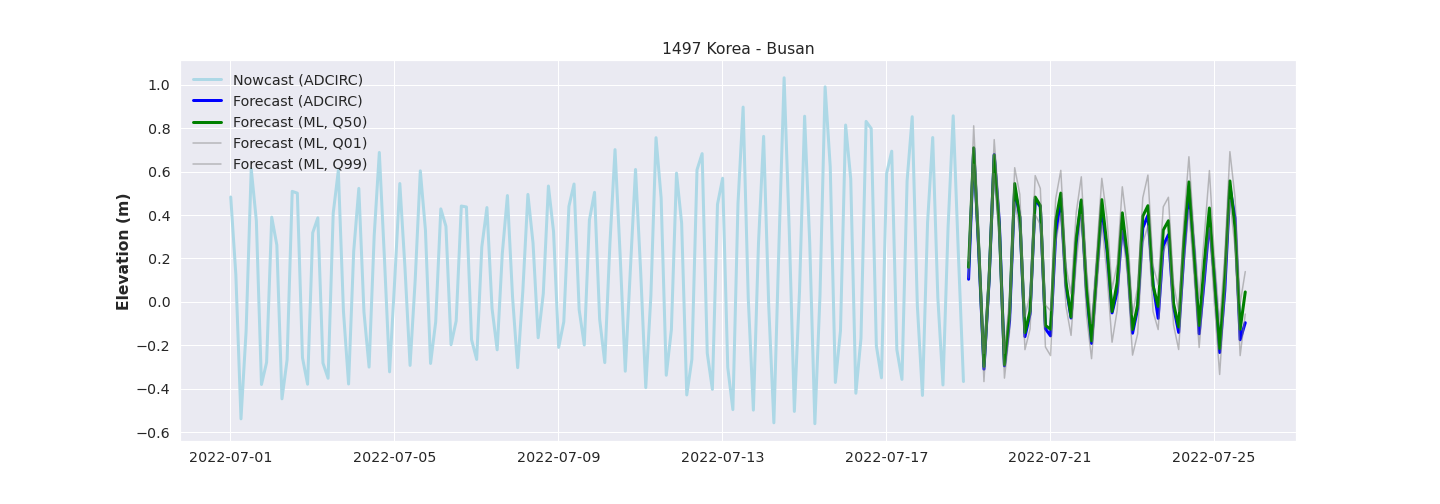 1497 Korea - Busan
Nowcast (ADCIRC)
Forecast (ADCIRC)
Forecast (ML, Q50)
Forecast (ML, Q01)
Forecast (ML, Q99)
Elevation (m)
1.0
0.8
0.6
0.4
0.2
0.0
−0.2
−0.4
−0.6
2022-07-01 2022-07-05 2022-07-09 2022-07-13 2022-07-17 2022-07-21 2022-07-25